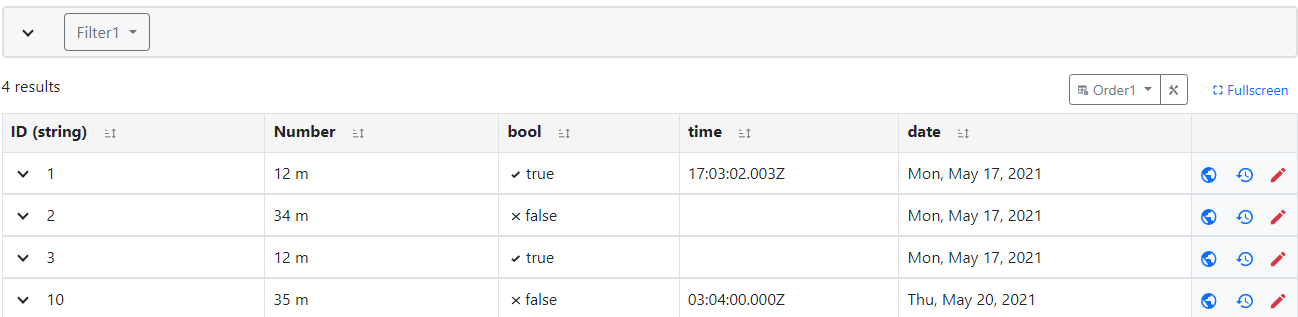 Filter1
4 results
Order1 Fullscreen
ID (string) Number bool time date
1 12 m true 17:03:02.003Z Mon, May 17, 2021
2 34 m false Mon, May 17, 2021
3 12 m true Mon, May 17, 2021
10 35 m false 03:04:00.000Z Thu, May 20, 2021